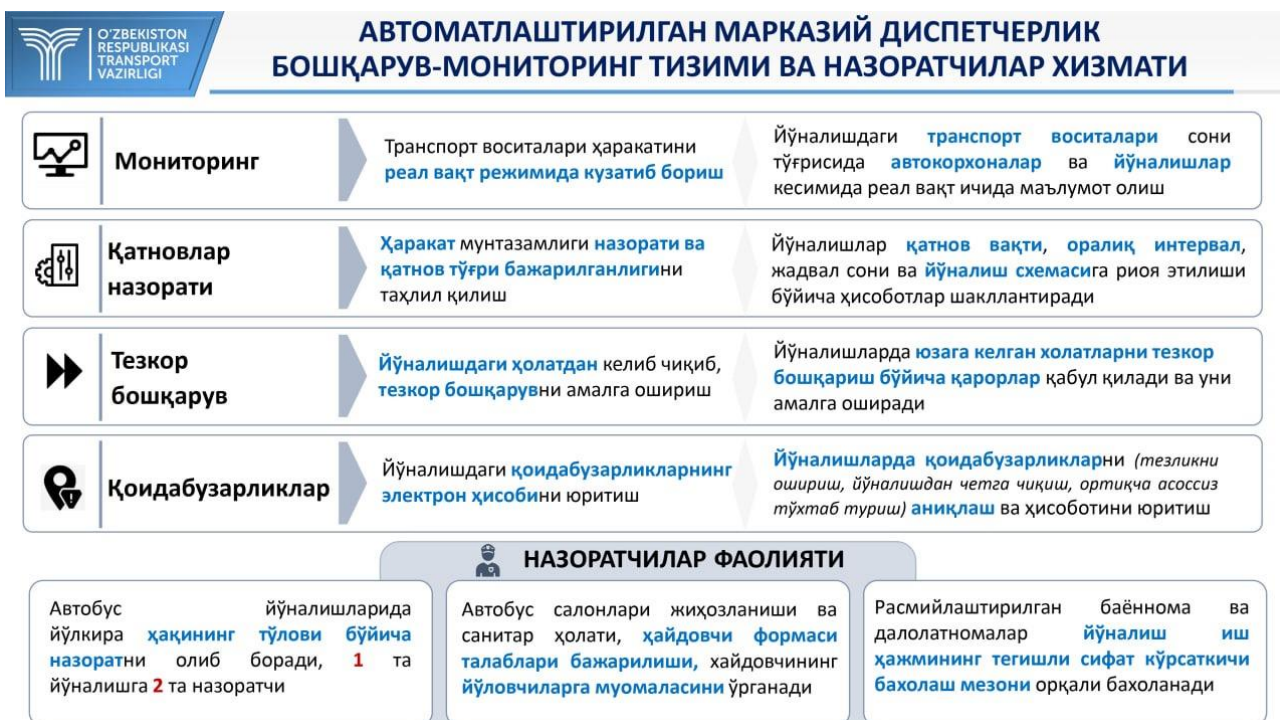 O'ZBEKISTON
RESPUBLIKASI
TRANSPORT
VAZIRLIGI
АВТОМАТЛАШТИРИЛГАН МАРКАЗИЙ ДИСПЕТЧЕРЛИК
БОШҚАРУВ-МОНИТОРИНГ ТИЗИМИ ВА НАЗОРАТЧИЛАР ХИЗМАТИ
Мониторинг
Транспорт воситалари ҳаракатини
реал вақт режимида кузатиб бориш
Йўналишдаги транспорт воситалари сони
тўғрисида автокорхоналар ва йўналишлар
кесимида реал вақт ичида маълумот олиш
Қатновлар
назорати
Ҳаракат мунтазамлиги назорати ва
қатнов тўғри бажарилганлигини
таҳлил қилиш
Йўналишлар қатнов вақти, оралиқ интервал,
жадвал сони ва йўналиш схемасига риоя этилиши
бўйича ҳисоботлар шакллантиради
Тезкор
бошқарув
Йўналишдаги ҳолатдан келиб чиқиб,
тезкор бошқарувни амалга ошириш
Йўналишларда юзага келган холатларни тезкор
бошқариш бўйича қарорлар қабул қилади ва уни
амалга оширади
Қоидабузарликлар
Йўналишдаги қоидабузарликларнинг
электрон ҳисобини юритиш
Йўналишларда қоидабузарликларни (тезликни
ошириш, йўналишдан четга чиқиш, ортиқча асоссиз
тўхтаб туриш) аниқлаш ва ҳисоботини юритиш
НАЗОРАТЧИЛАР ФАОЛИЯТИ
Автобус йўналишларида
йўлкира ҳақининг тўлови бўйича
назоратни олиб боради, 1 та
йўналишга 2 та назоратчи
Автобус салонлари жиҳозланиши ва
санитар ҳолати, ҳайдовчи формаси
талаблари бажарилиши, хайдовчининг
йўловчиларга муомаласини ўрганади
Расмийлаштирилган баённома ва
далолатномалар йўналиш иш
ҳажмининг тегишли сифат кўрсаткичи
бахолаш мезони орқали бахоланади